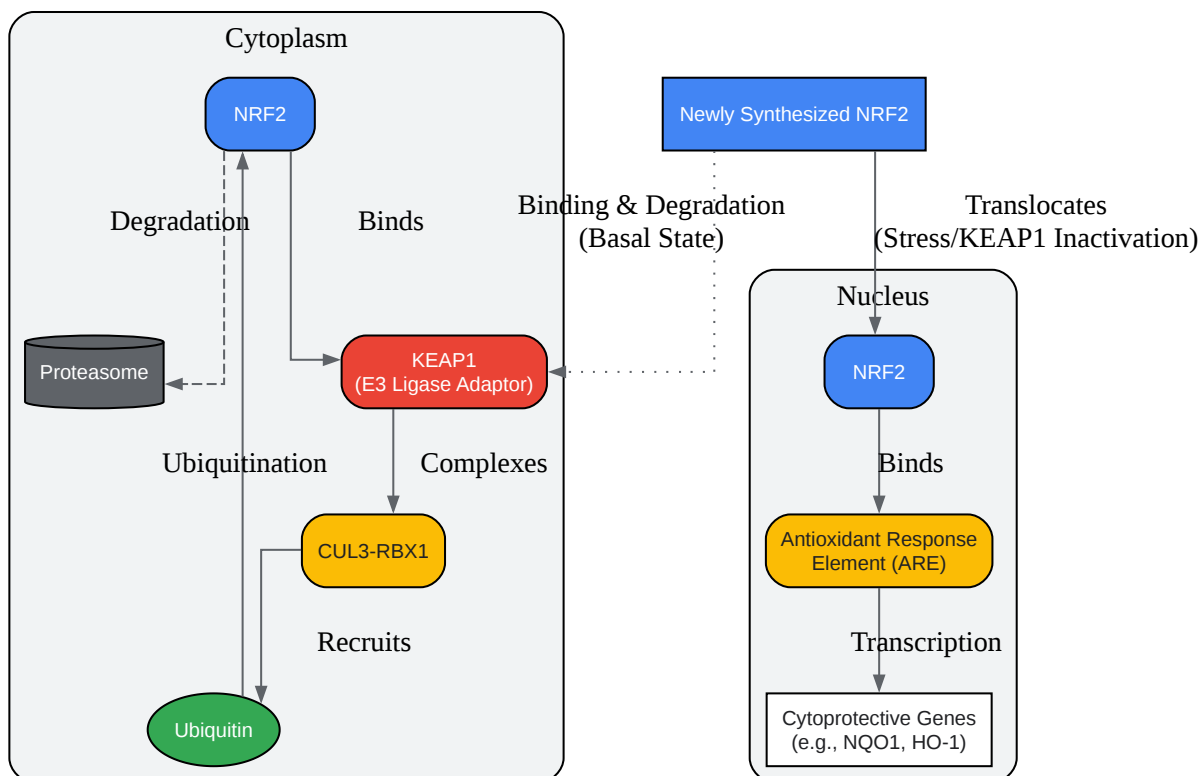 Cytoplasm
NRF2
Newly Synthesized NRF2
Degradation
Binds
Binding & Degradation
(Basal State)
Translocates
(Stress/KEAP1 Inactivation)
Nucleus
Proteasome
KEAP1
(E3 Ligase Adaptor)
NRF2
Ubiquitination
Complexes
Binds
CUL3-RBX1
Antioxidant Response
Element (ARE)
Recruits
Transcription
Ubiquitin
Cytoprotective Genes
(e.g., NQO1, HO-1)